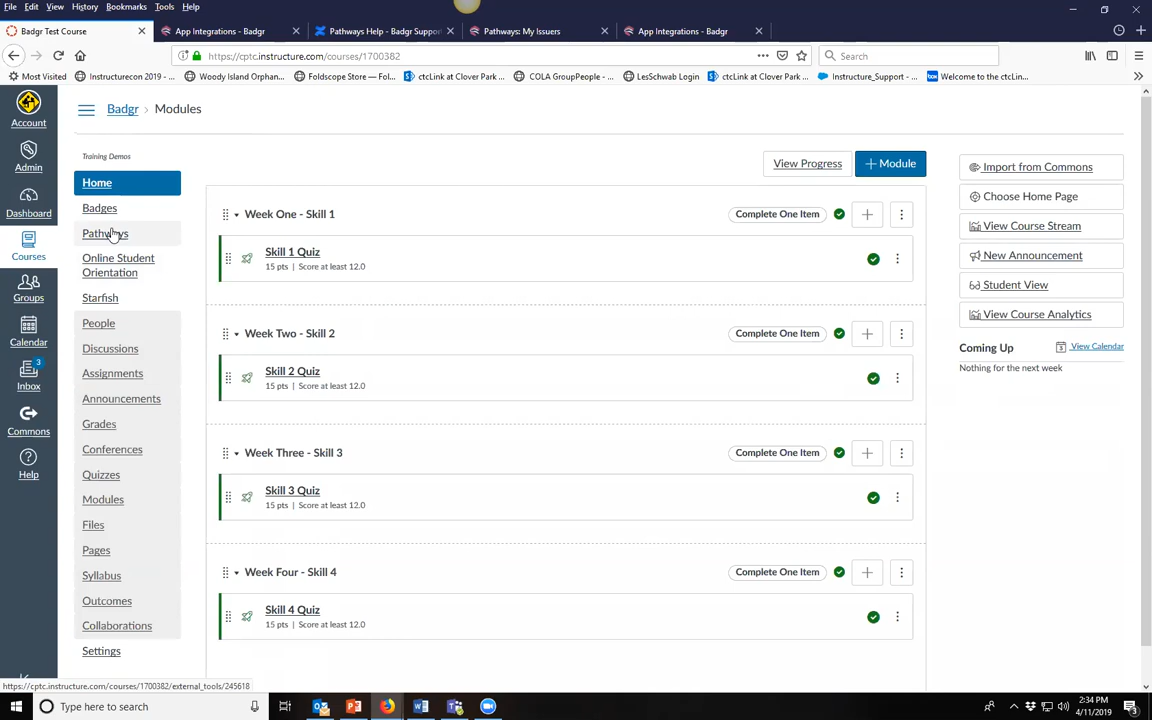 File Edit View History Bookmarks Tools Help
Badgr Test Course App Integrations - Badgr Pathways Help - Badgr Suppor Pathways: My Issuers App Integrations - Badgr
https://cptc.instructure.com/courses/1700382 Search
Most Visited Instructurecon 2019 - ... Woody Island Orphan... Foldscope Store — Fol... ctcLink at Clover Park ... COLA GroupPeople - ... LesSchwab Login ctcLink at Clover Park ... Instructure_Support - ... Welcome to the ctcLin...
Account
Admin
Dashboard
Courses
Groups
Calendar
3
Inbox
Commons
Help
Badgr › Modules
Training Demos
Home
Badges
Pathways
Online Student
Orientation
Starfish
People
Discussions
Assignments
Announcements
Grades
Conferences
Quizzes
Modules
Files
Pages
Syllabus
Outcomes
Collaborations
Settings
View Progress + Module
Week One - Skill 1 Complete One Item
Skill 1 Quiz
15 pts | Score at least 12.0
Week Two - Skill 2 Complete One Item
Skill 2 Quiz
15 pts | Score at least 12.0
Week Three - Skill 3 Complete One Item
Skill 3 Quiz
15 pts | Score at least 12.0
Week Four - Skill 4 Complete One Item
Skill 4 Quiz
15 pts | Score at least 12.0
Import from Commons
Choose Home Page
View Course Stream
New Announcement
Student View
View Course Analytics
Coming Up View Calendar
Nothing for the next week
https://cptc.instructure.com/courses/1700382/external_tools/245618
Type here to search
2:34 PM
4/11/2019
3